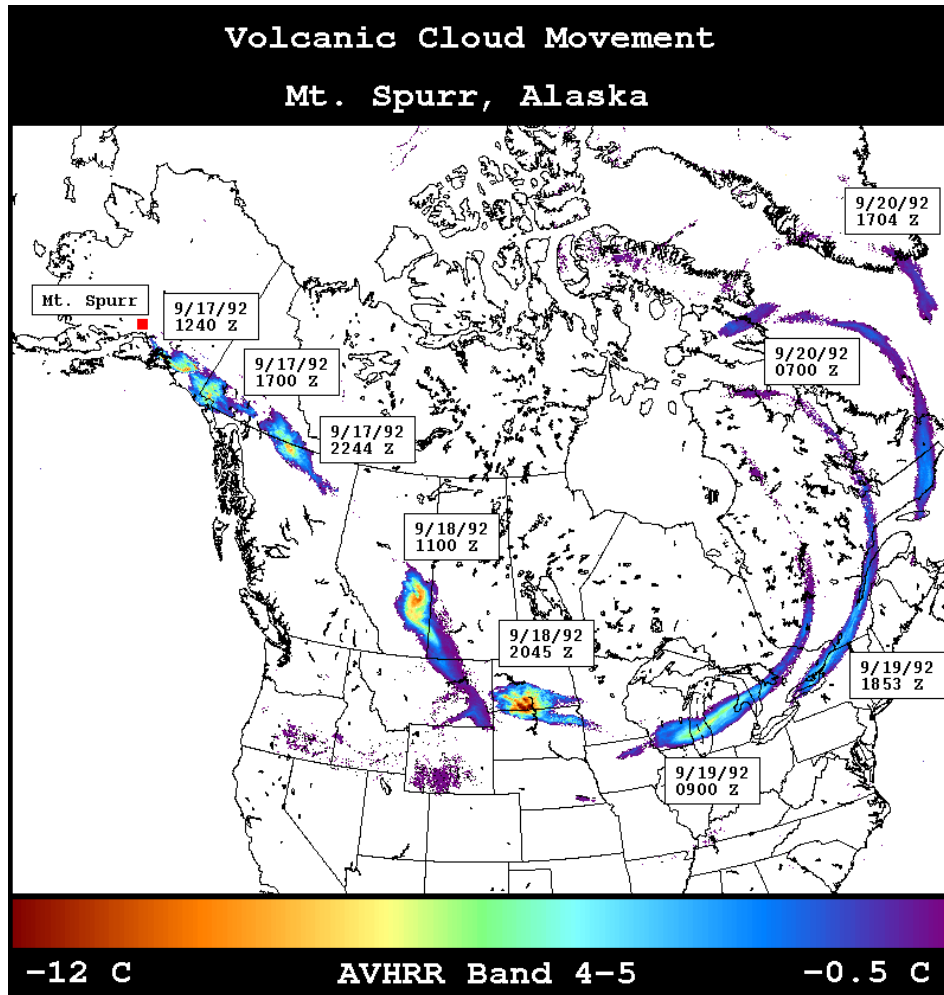 Volcanic Cloud Movement
Mt. Spurr, Alaska
9/20/92
1704 Z
Mt. Spurr
9/17/92
1240 Z
9/17/92
1700 Z
9/20/92
0700 Z
9/17/92
2244 Z
9/18/92
1100 Z
9/18/92
2045 Z
9/19/92
1853 Z
9/19/92
0900 Z
-12 C AVHRR Band 4-5 -0.5 C